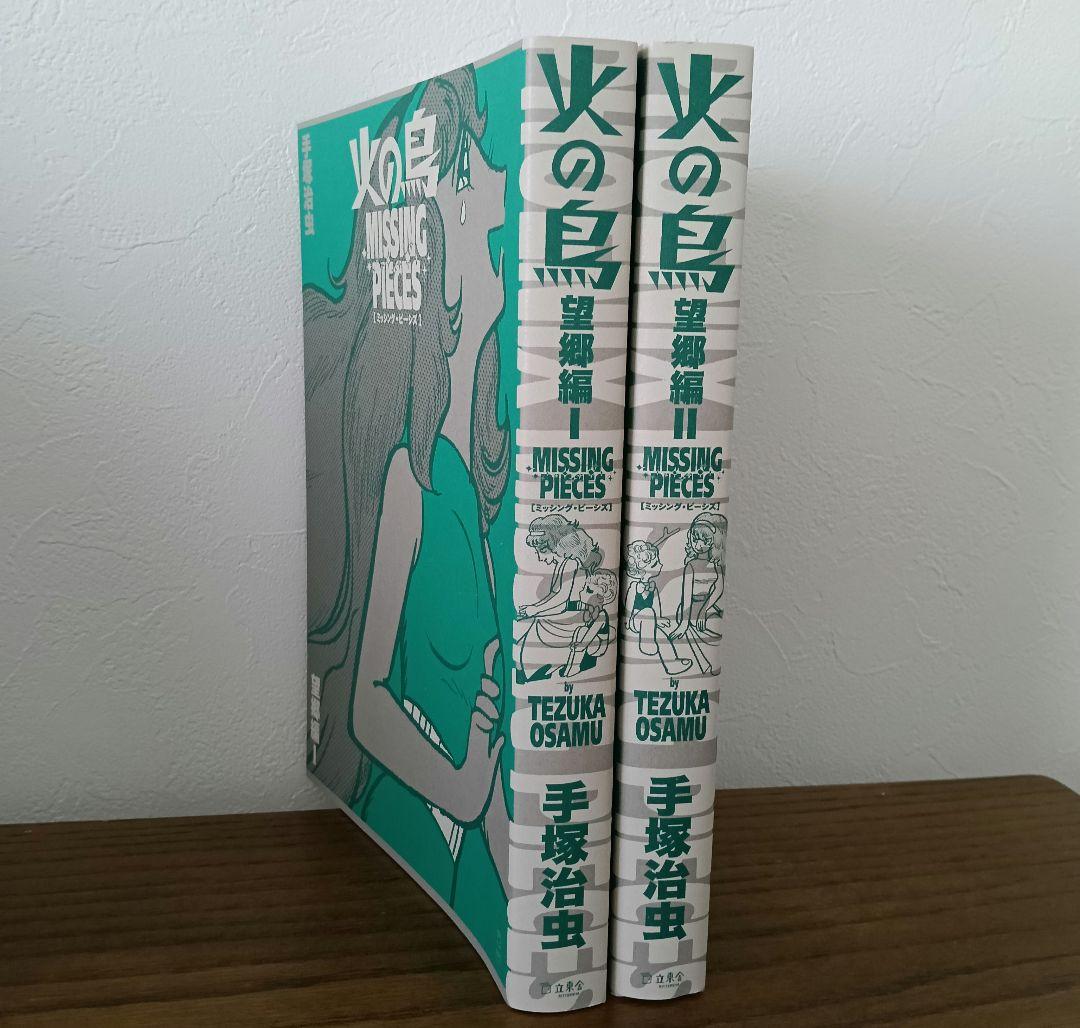 手塚治虫
火の鳥
MISSING
PIECES
[ミッシング・ピーシズ]
望郷編 I
火の鳥
望郷編 I
MISSING
PIECES
[ミッシング・ピーシズ]
by
TEZUKA
OSAMU
手塚治虫
立東舎
火の鳥
望郷編 II
MISSING
PIECES
[ミッシング・ピーシズ]
by
TEZUKA
OSAMU
手塚治虫
立東舎